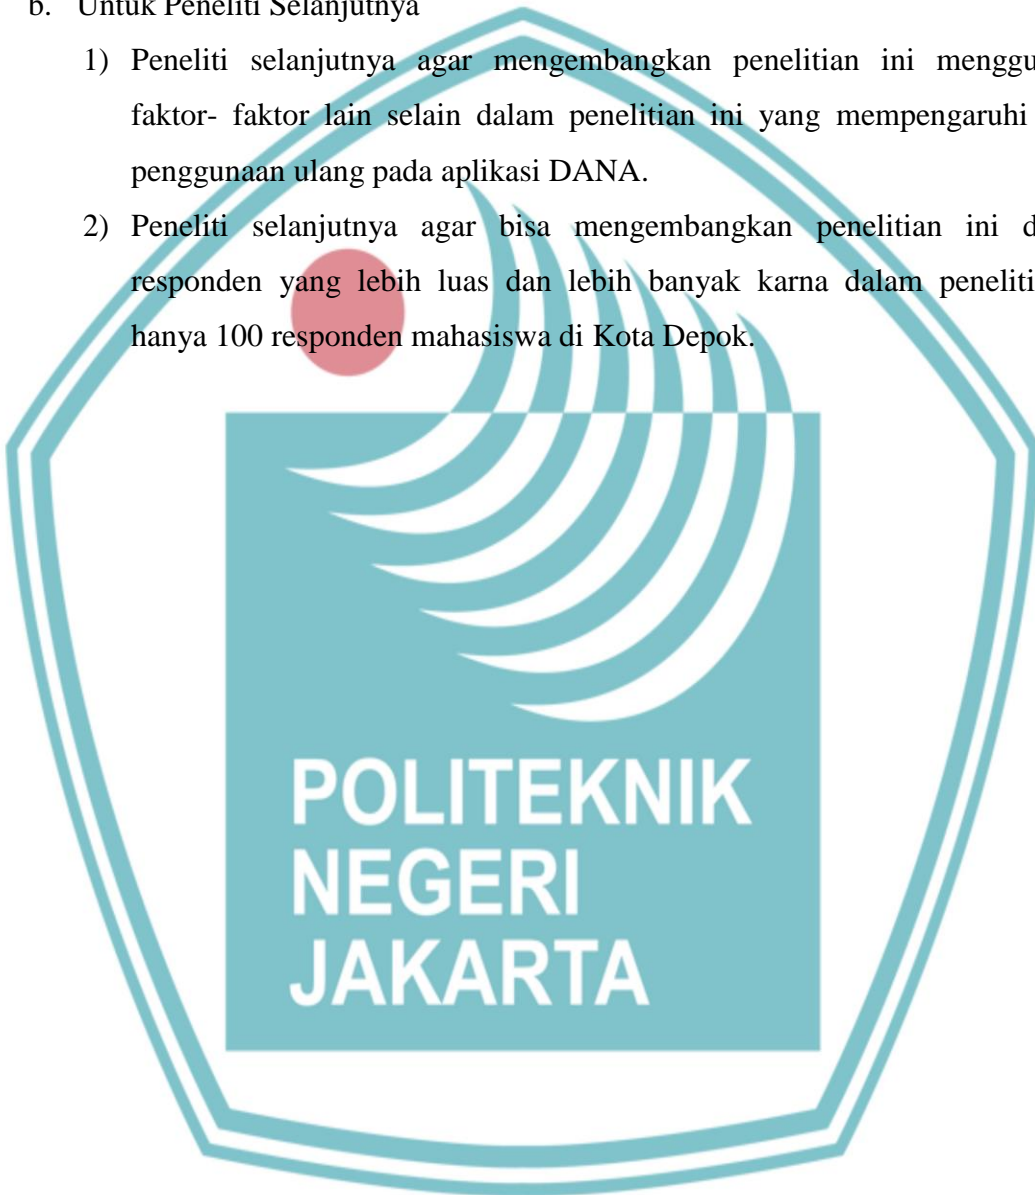 b. Untuk Peneliti Selanjutnya
1) Peneliti selanjutnya agar mengembangkan penelitian ini menggu
faktor- faktor lain selain dalam penelitian ini yang mempengaruhi
penggunaan ulang pada aplikasi DANA.
2) Peneliti selanjutnya agar bisa mengembangkan penelitian ini d
responden yang lebih luas dan lebih banyak karna dalam peneliti
hanya 100 responden mahasiswa di Kota Depok.
POLITEKNIK
NEGERI
JAKARTA